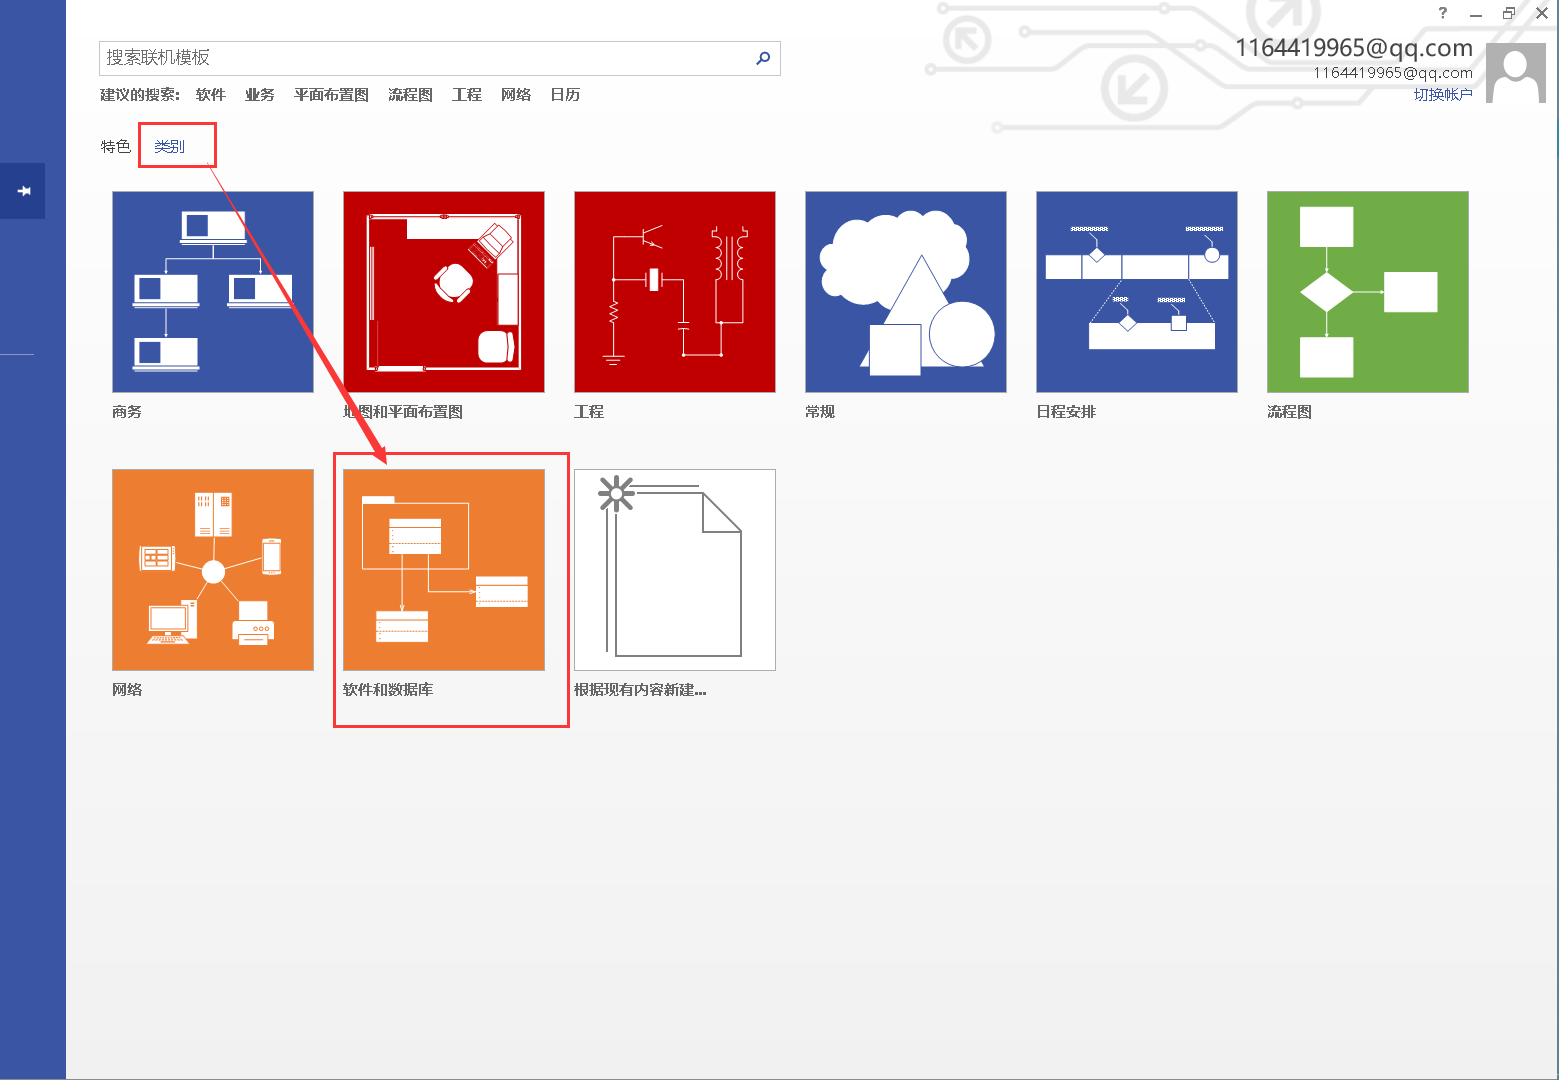 ?
搜索联机模板
1164419965@qq.com
1164419965@qq.com
切换帐户
建议的搜索: 软件 业务 平面布置图 流程图 工程 网络 日历
特色 类别
商务 地图和平面布置图 工程 常规 日程安排 流程图
网络 软件和数据库 根据现有内容新建...